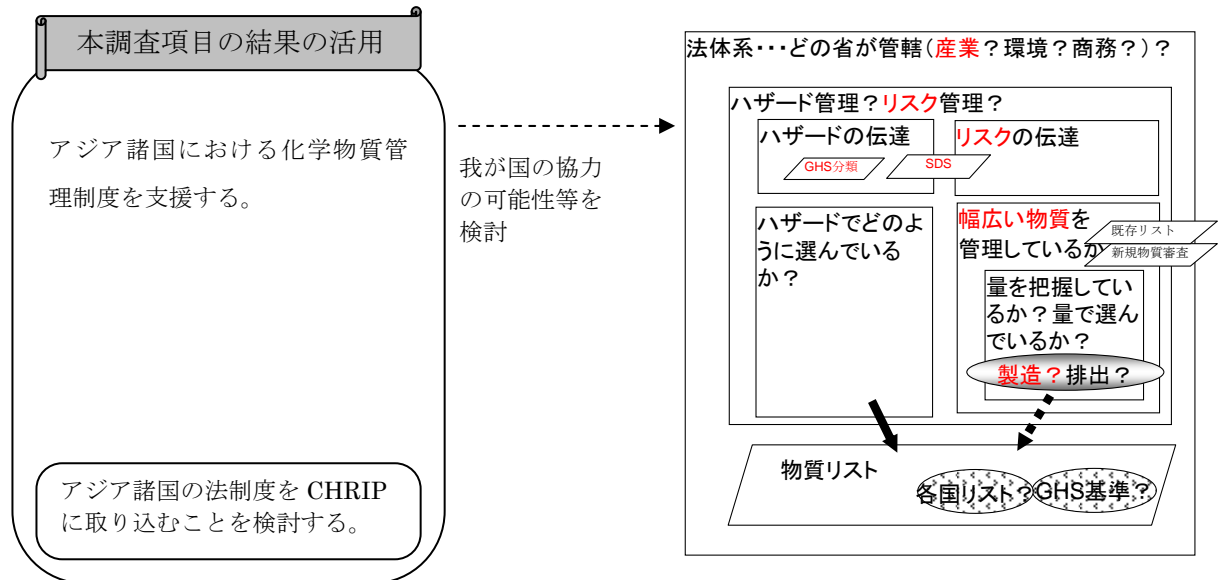 本調査項目の結果の活用
アジア諸国における化学物質管
理制度を支援する。
アジア諸国の法制度を CHRIP
に取り込むことを検討する。
我が国の協力
の可能性等を
検討
法体系・・・どの省が管轄(産業？環境？商務？)？
ハザード管理？リスク管理？
ハザードの伝達
GHS分類
SDS
リスクの伝達
ハザードでどのよ
うに選んでいる
か？
幅広い物質を
管理しているか
既存リスト
新規物質審査
量を把握してい
るか？量で選ん
でいるか？
製造？排出？
物質リスト
各国リスト？
GHS基準？